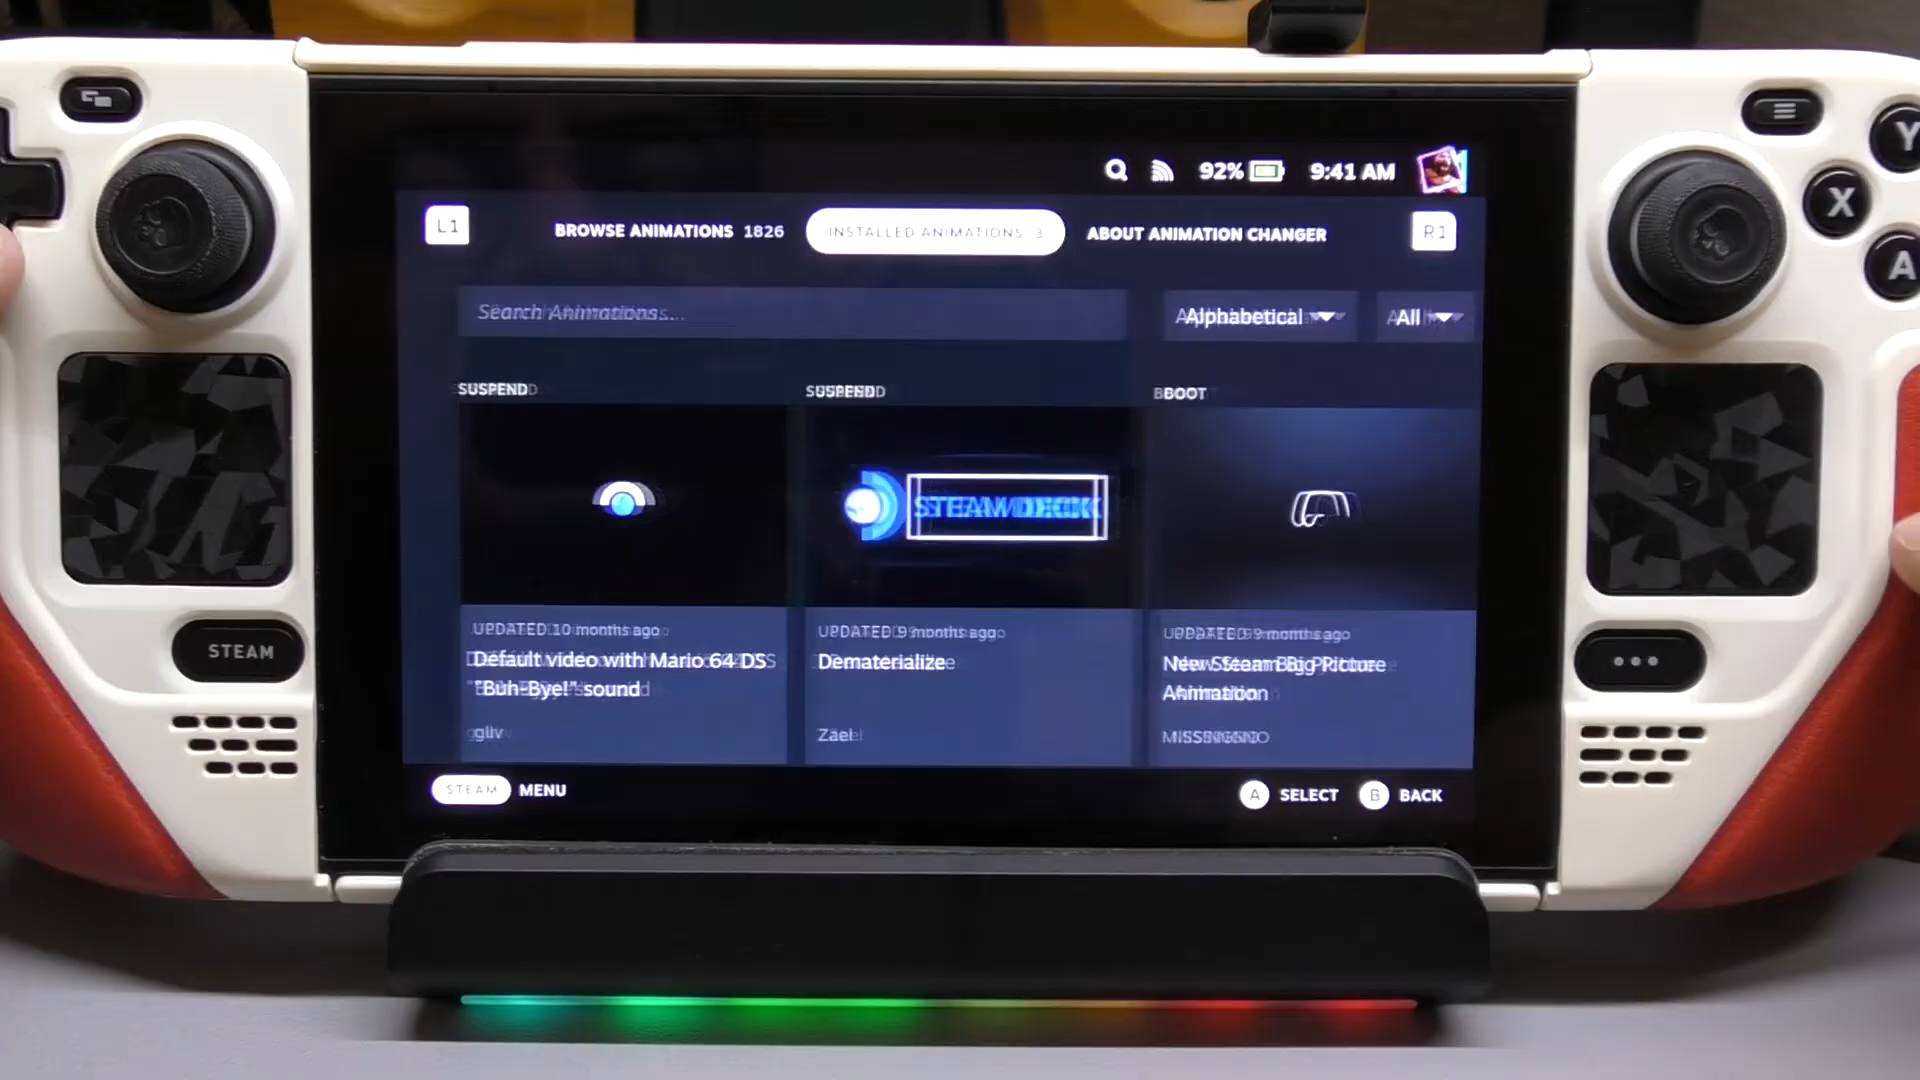 92% 9:41 AM
L1 BROWSE ANIMATIONS 1826 INSTALLED ANIMATIONS 3 ABOUT ANIMATION CHANGER R1
Search Animations... Alphabetical All
SUSPEND SUSPEND BOOT
STEAM DECK
UPDATED 10 months ago
Default video with Mario 64 DS
"Buh-Bye!" sound
gliv
UPDATED 9 months ago
Dematerialize
Zael
UPDATED 9 months ago
New Steam Big Picture
Animation
STEAM MENU A SELECT B BACK
STEAM
Y
X
A